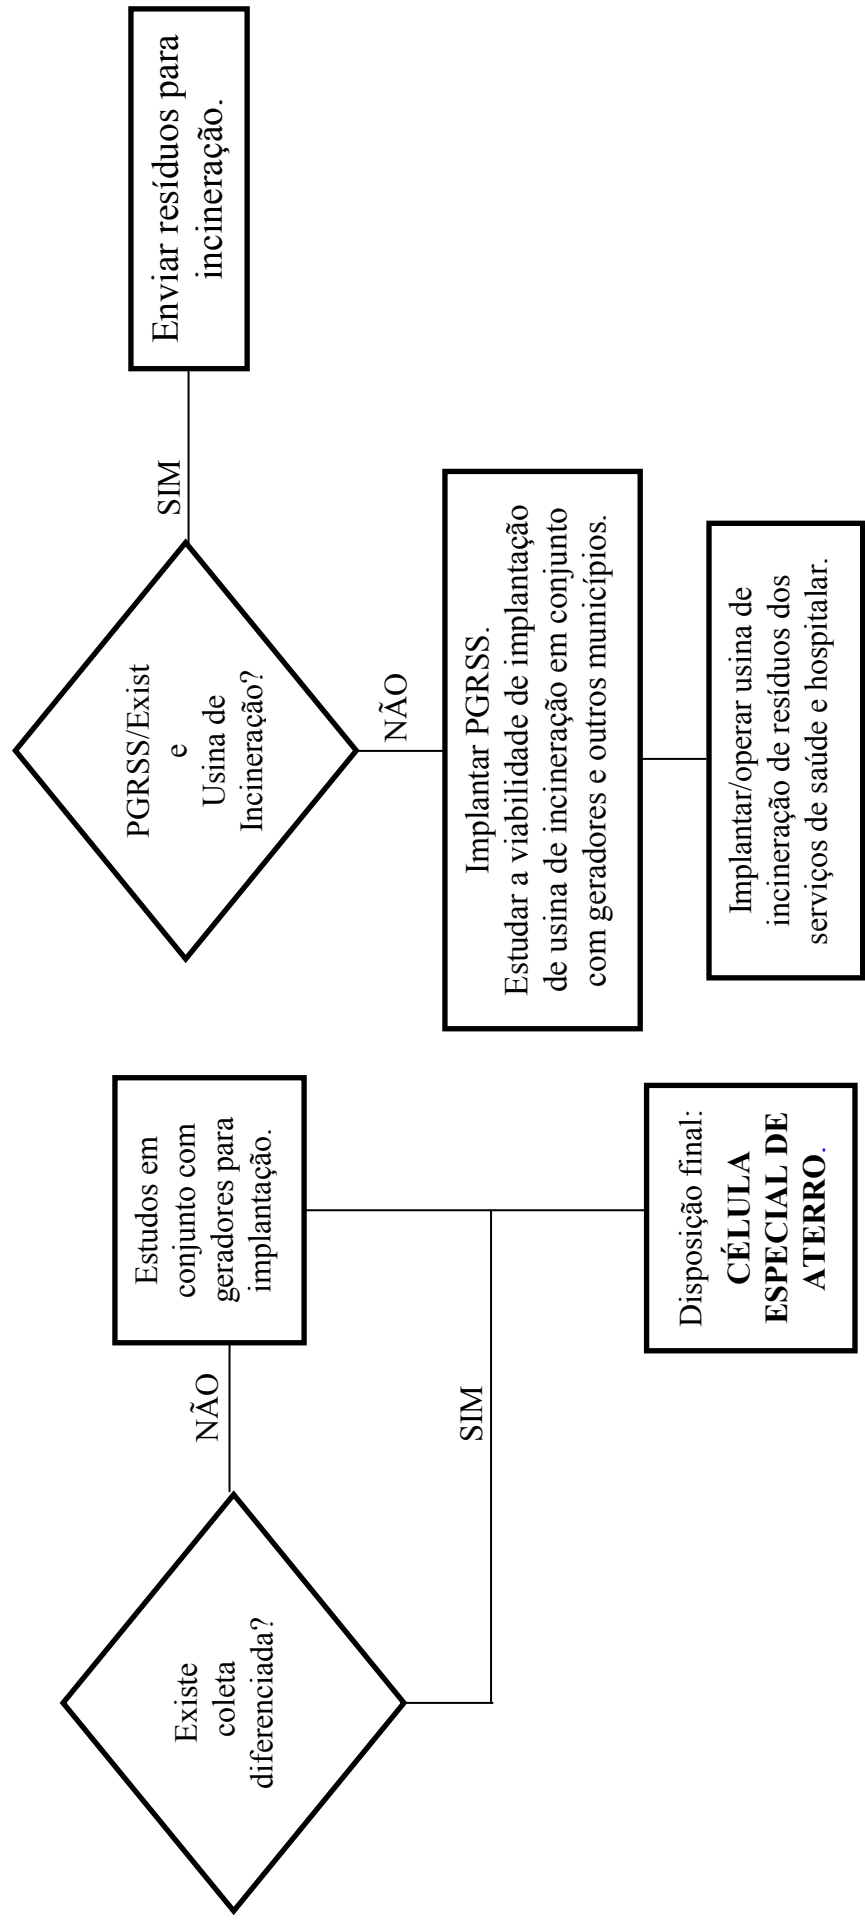 Existe
coleta
diferenciada?
NÃO
SIM
Estudos em
conjunto com
geradores para
implantação.
Disposição final:
CÉLULA
ESPECIAL DE
ATERRO.
PGRSS/Exist
e
Usina de
Incineração?
SIM
NÃO
Enviar resíduos para
incineração.
Implantar PGRSS.
Estudar a viabilidade de implantação
de usina de incineração em conjunto
com geradores e outros municípios.
Implantar/operar usina de
incineração de resíduos dos
serviços de saúde e hospitalar.